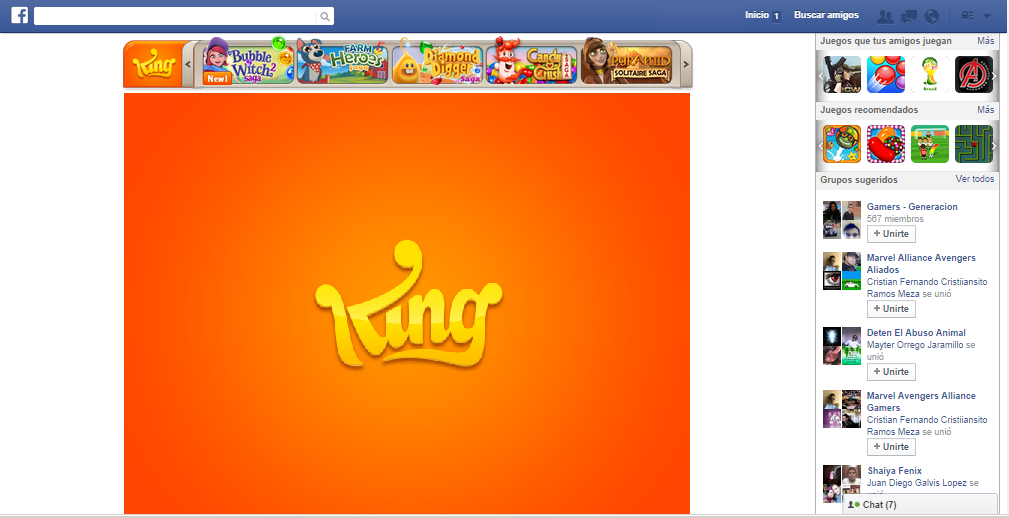 Inicio 1
Buscar amigos
King
New!
Bubble Witch 2 saga
FARM Heroes saga
Diamond Digger Saga
Candy Crush SAGA
PYRAMID SOLITAIRE SAGA
King
Juegos que tus amigos juegan
Más
BRASIL
Juegos recomendados
Más
Grupos sugeridos
Ver todos
Gamers - Generacion
567 miembros
+ Unirte
Marvel Alliance Avengers
Aliados
Cristian Fernando Cristiiansito
Ramos Meza se unió
+ Unirte
Deten El Abuso Animal
Mayter Orrego Jaramillo se
unió
+ Unirte
Marvel Avengers Alliance
Gamers
Cristian Fernando Cristiiansito
Ramos Meza se unió
+ Unirte
Shaiya Fenix
Juan Diego Galvis Lopez se
Chat (7)